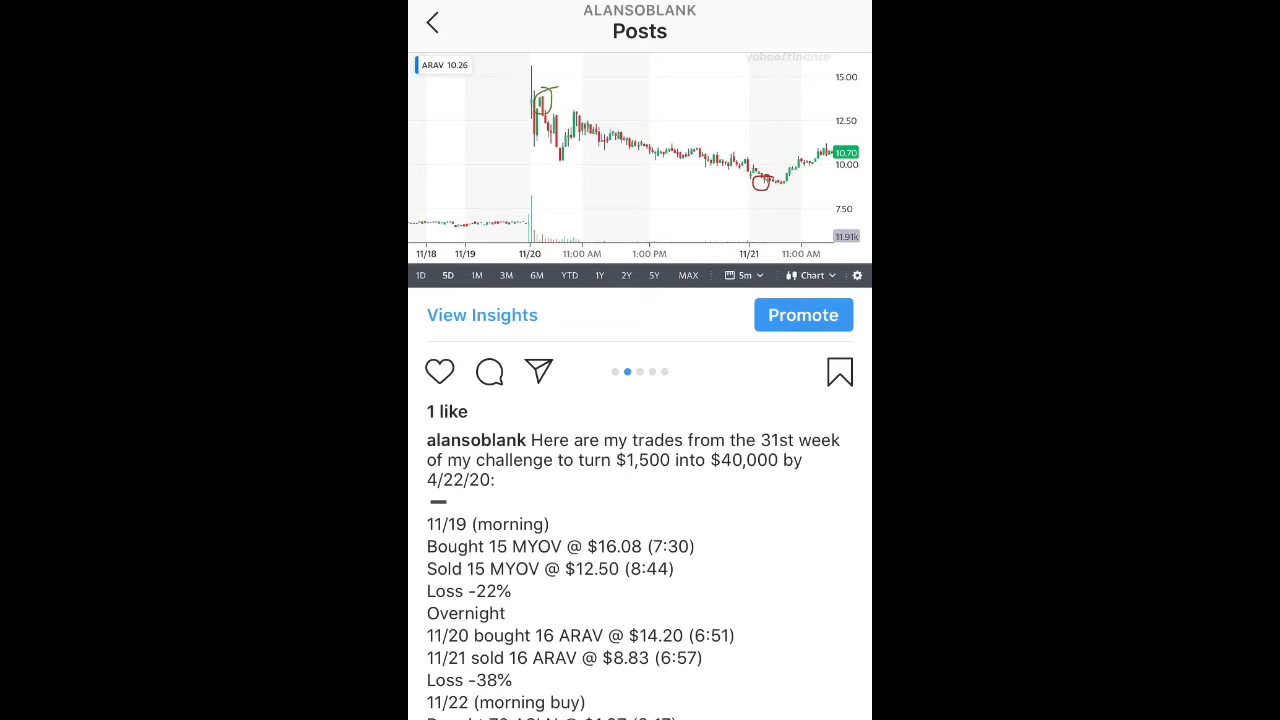 ALANSOBLANK
Posts
yahoo!finance
ARAV 10.26
15.00
12.50
10.70
10.00
7.50
11.91k
11/18 11/19 11/20 11:00 AM 1:00 PM 11/21 11:00 AM
1D 5D 1M 3M 6M YTD 1Y 2Y 5Y MAX 5m Chart
View Insights Promote
1 like
alansoblank Here are my trades from the 31st week
of my challenge to turn $1,500 into $40,000 by
4/22/20:
11/19 (morning)
Bought 15 MYOV @ $16.08 (7:30)
Sold 15 MYOV @ $12.50 (8:44)
Loss -22%
Overnight
11/20 bought 16 ARAV @ $14.20 (6:51)
11/21 sold 16 ARAV @ $8.83 (6:57)
Loss -38%
11/22 (morning buy)